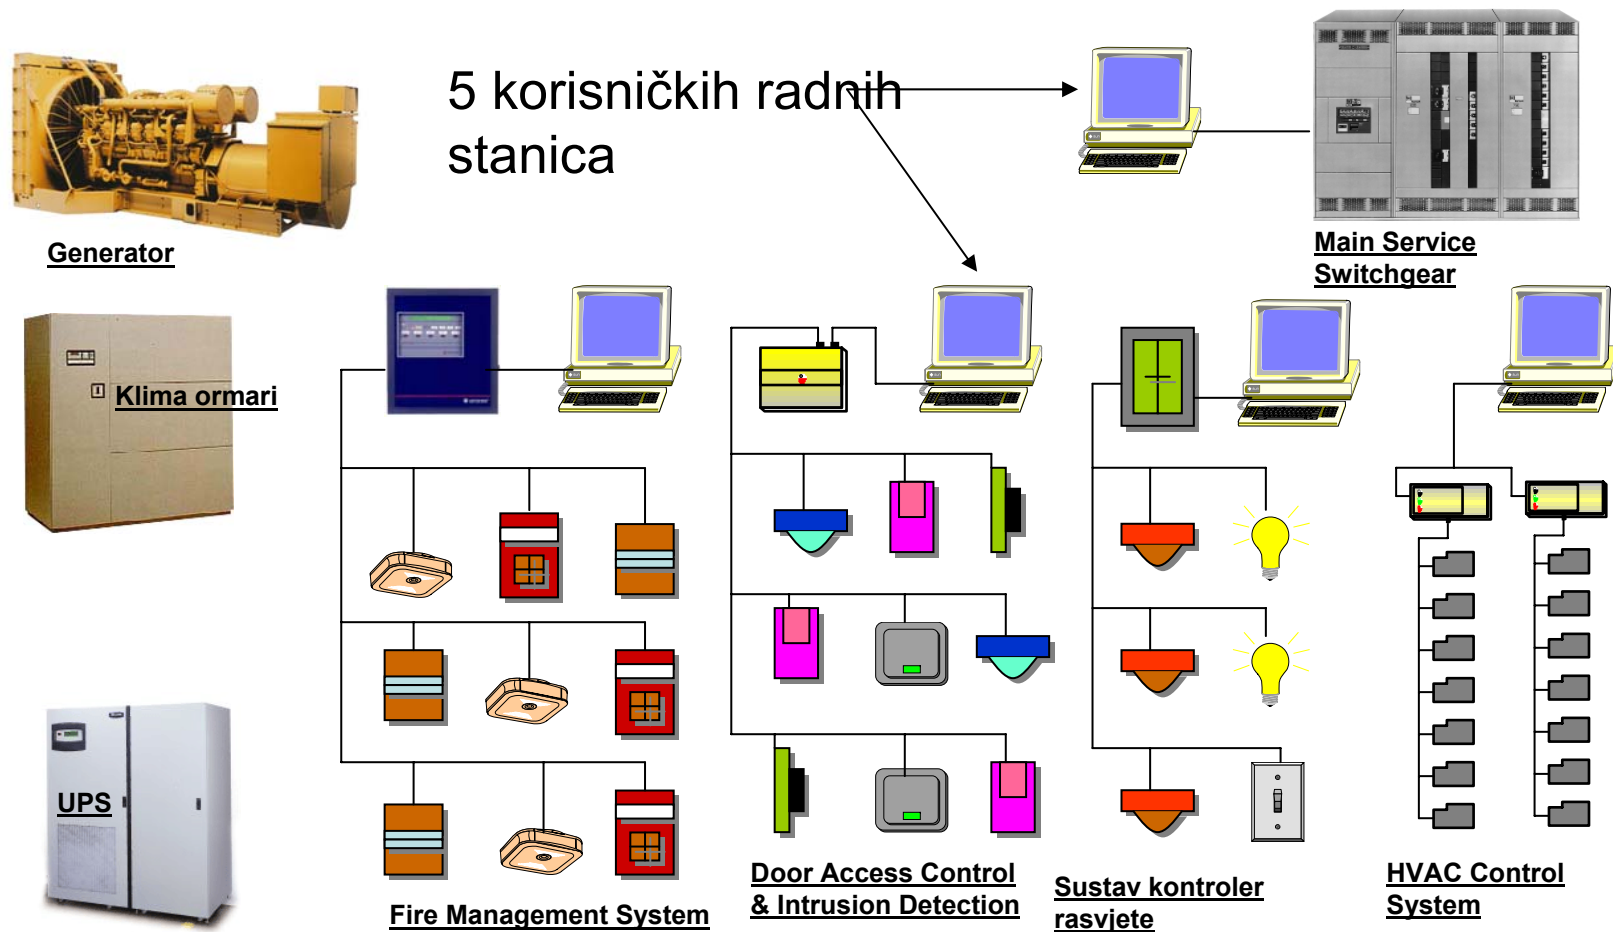 5 korisničkih radnih
stanica
Generator
Main Service
Switchgear
Klima ormari
UPS
Fire Management System
Door Access Control
& Intrusion Detection
Sustav kontroler
rasvjete
HVAC Control
System